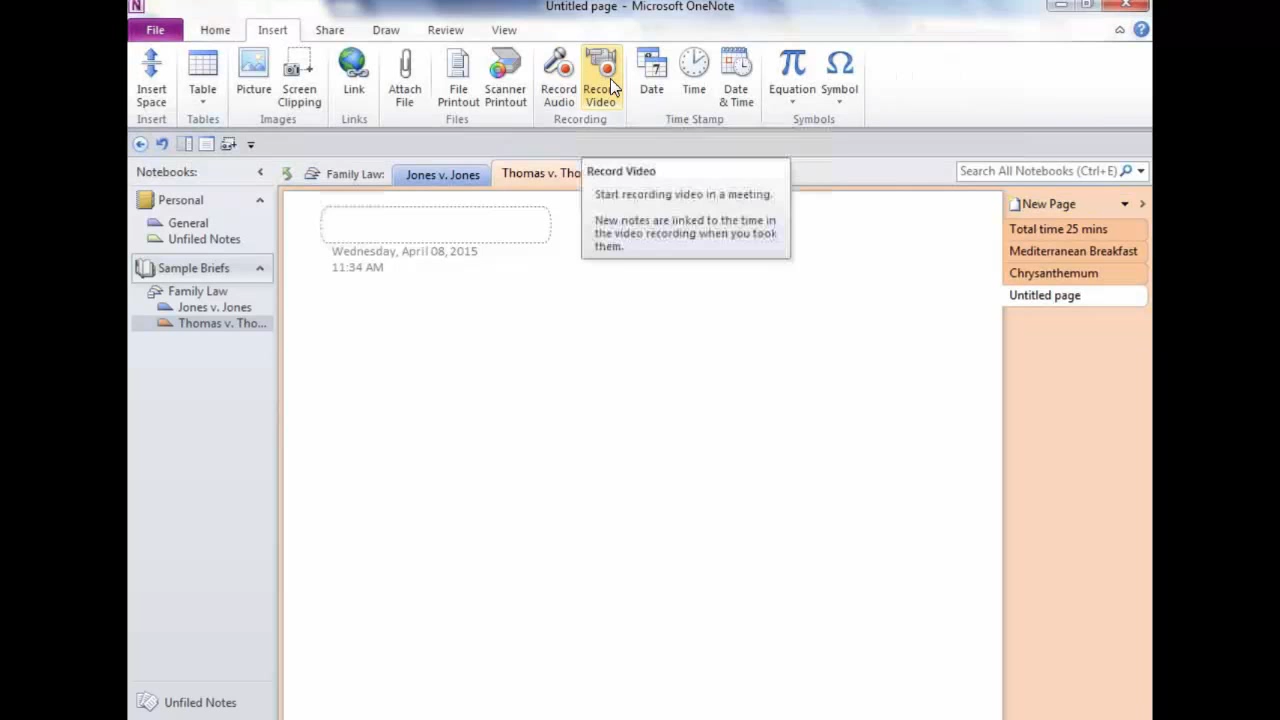 Untitled page - Microsoft OneNote
File Home Insert Share Draw Review View
Insert Space Table Picture Screen Clipping Link Attach File File Printout Scanner Printout Record Audio Record Video Date Time Date & Time Equation Symbol
Insert Tables Images Links Files Recording Time Stamp Symbols
Notebooks: Family Law: Jones v. Jones Thomas v. Tho Search All Notebooks (Ctrl+E)
Record Video
Start recording video in a meeting.
New notes are linked to the time in
the video recording when you took
them.
Personal
General
Unfiled Notes
Sample Briefs
Family Law
Jones v. Jones
Thomas v. Tho...
Wednesday, April 08, 2015
11:34 AM
New Page
Total time 25 mins
Mediterranean Breakfast
Chrysanthemum
Untitled page
Unfiled Notes